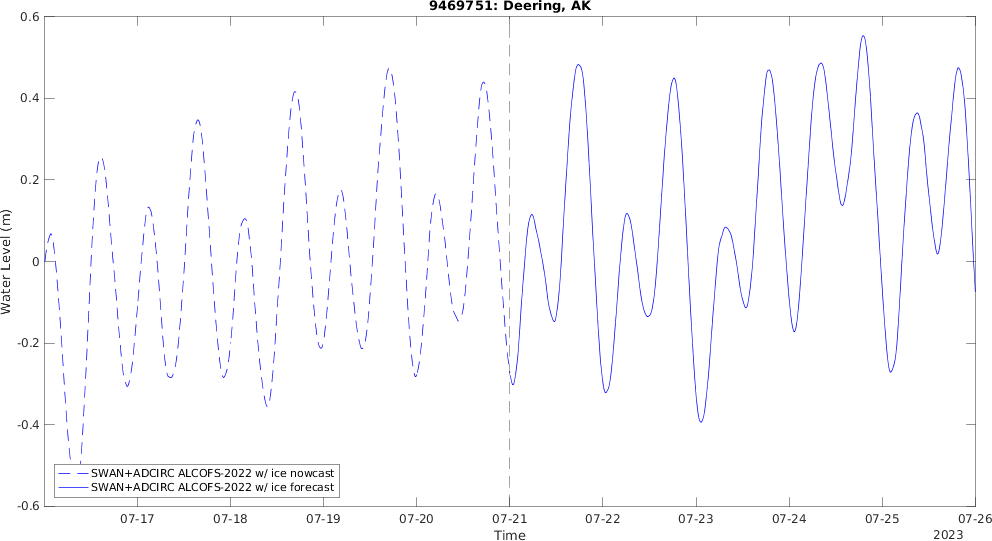 9469751: Deering, AK
0.6
0.4
0.2
0
-0.2
-0.4
-0.6
Water Level (m)
SWAN+ADCIRC ALCOFS-2022 w/ ice nowcast
SWAN+ADCIRC ALCOFS-2022 w/ ice forecast
07-17 07-18 07-19 07-20 07-21 07-22 07-23 07-24 07-25 07-26
Time
2023